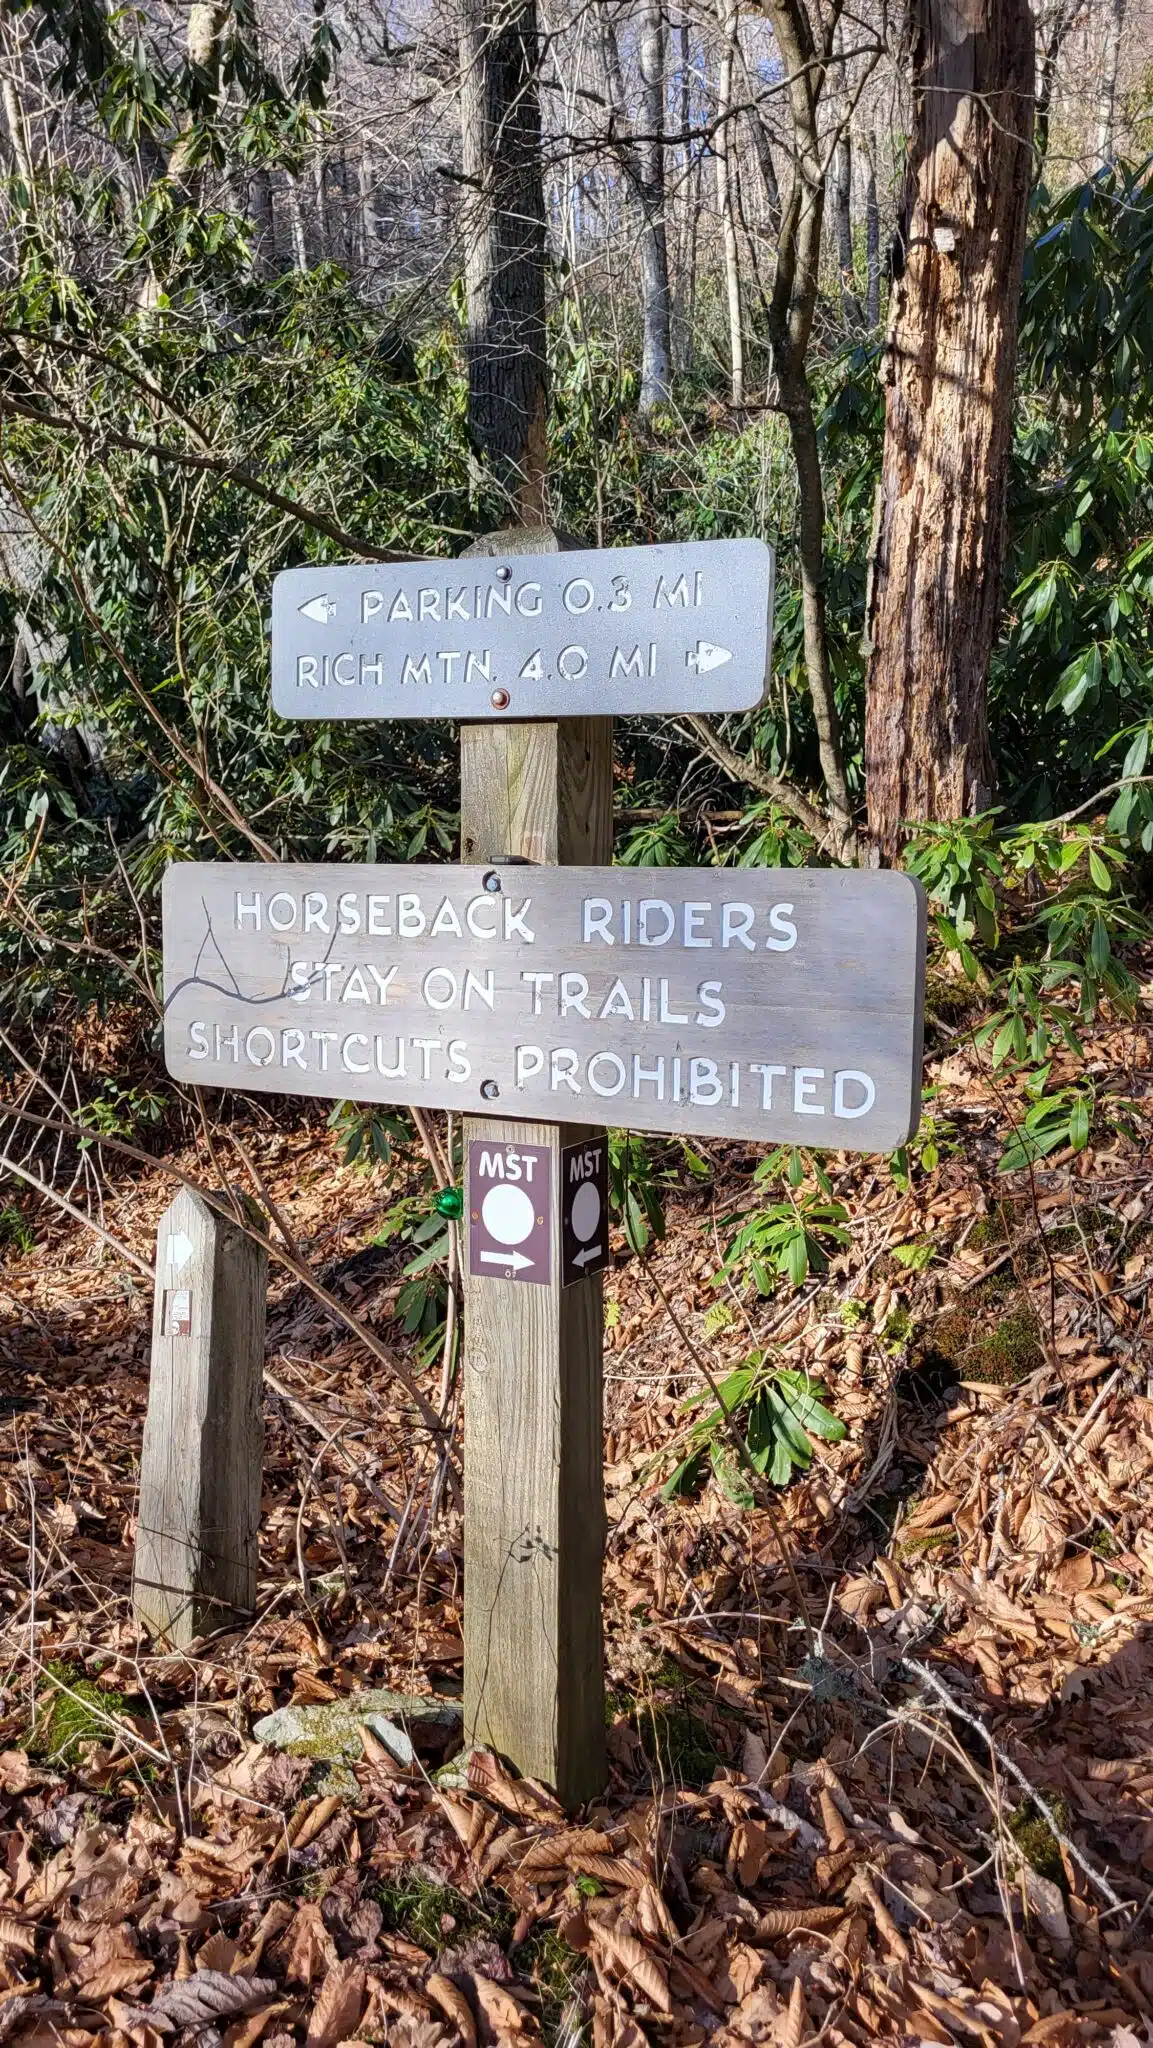 PARKING 0.3 MI
RICH MTN. 4.0 MI
HORSEBACK RIDERS
STAY ON TRAILS
SHORTCUTS PROHIBITED
MST
MST